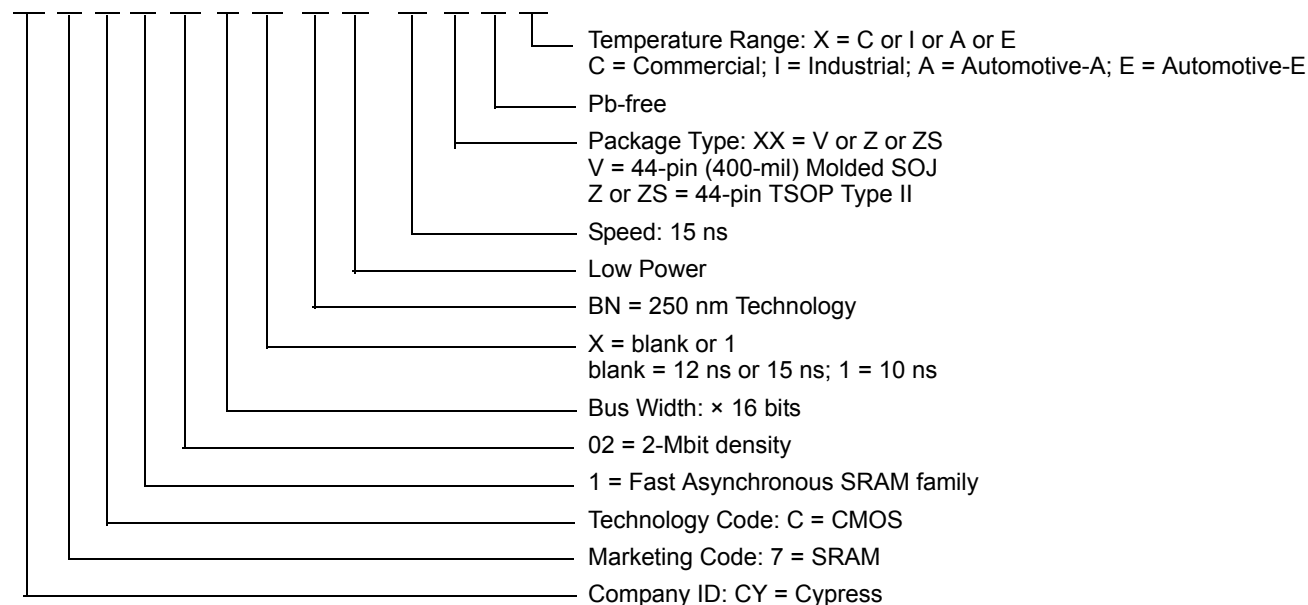 Temperature Range: X = C or I or A or E
C = Commercial; I = Industrial; A = Automotive-A; E = Automotive-E
Pb-free
Package Type: XX = V or Z or ZS
V = 44-pin (400-mil) Molded SOJ
Z or ZS = 44-pin TSOP Type II
Speed: 15 ns
Low Power
BN = 250 nm Technology
X = blank or 1
blank = 12 ns or 15 ns; 1 = 10 ns
Bus Width: × 16 bits
02 = 2-Mbit density
1 = Fast Asynchronous SRAM family
Technology Code: C = CMOS
Marketing Code: 7 = SRAM
Company ID: CY = Cypress